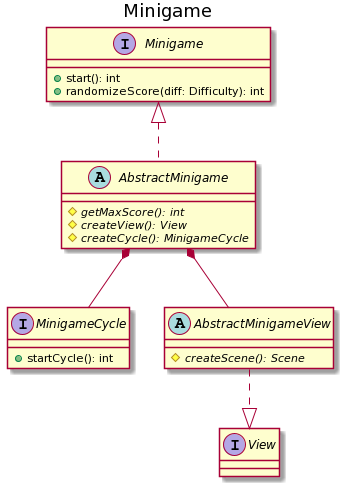 Minigame
I Minigame
start(): int
randomizeScore(diff: Difficulty): int
A AbstractMinigame
getMaxScore(): int
createView(): View
createCycle(): MinigameCycle
I MinigameCycle
startCycle(): int
A AbstractMinigameView
createScene(): Scene
I View